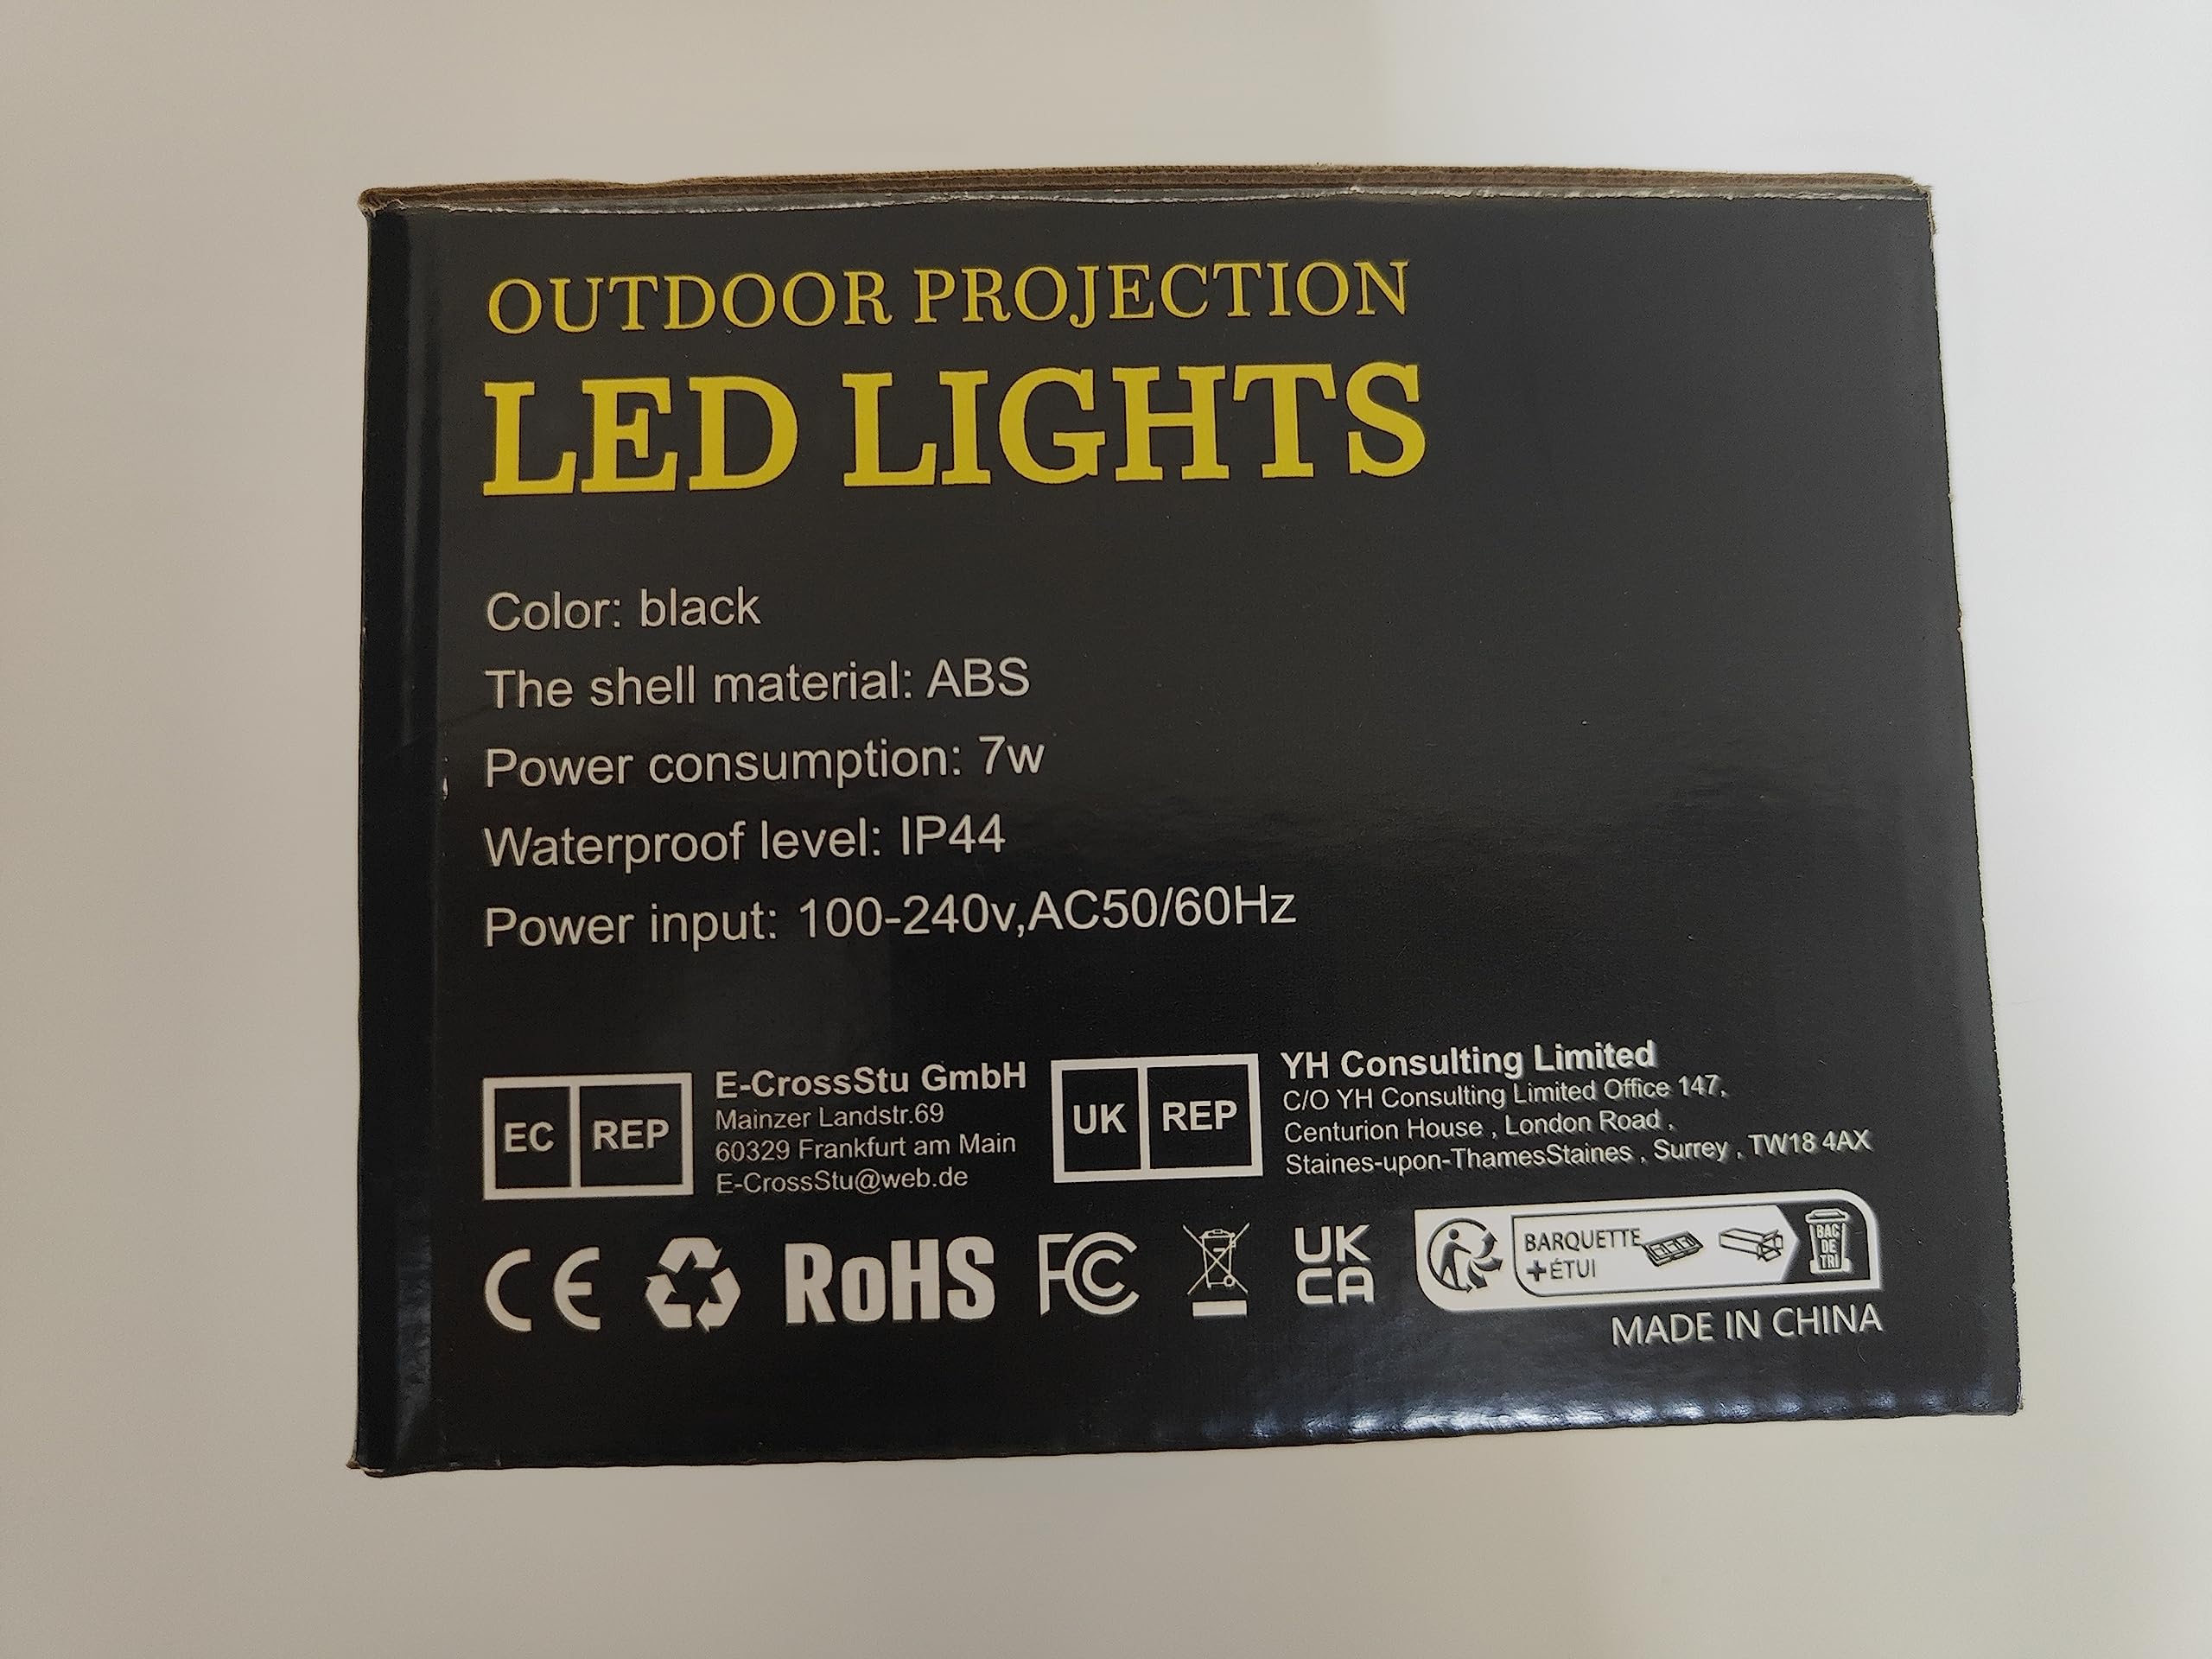 OUTDOOR PROJECTION
LED LIGHTS
Color: black
The shell material: ABS
Power consumption: 7w
Waterproof level: IP44
Power input: 100-240v,AC50/60Hz
EC REP
E-CrossStu GmbH
Mainzer Landstr.69
60329 Frankfurt am Main
E-CrossStu@web.de
UK REP
YH Consulting Limited
C/O YH Consulting Limited Office 147,
Centurion House , London Road ,
Staines-upon-ThamesStaines , Surrey , TW18 4AX
CE
RoHS
FC
UK
CA
BARQUETTE
+ÉTUI
BAC
DE
TRI
MADE IN CHINA